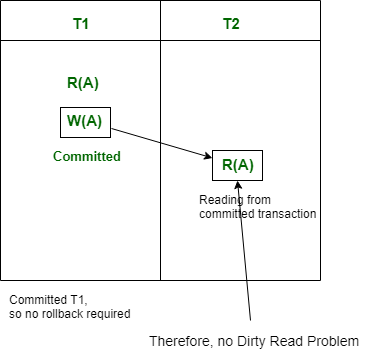 T1 T2
R(A)
W(A)
Committed
R(A)
Reading from
committed transaction
Committed T1,
so no rollback required
Therefore, no Dirty Read Problem